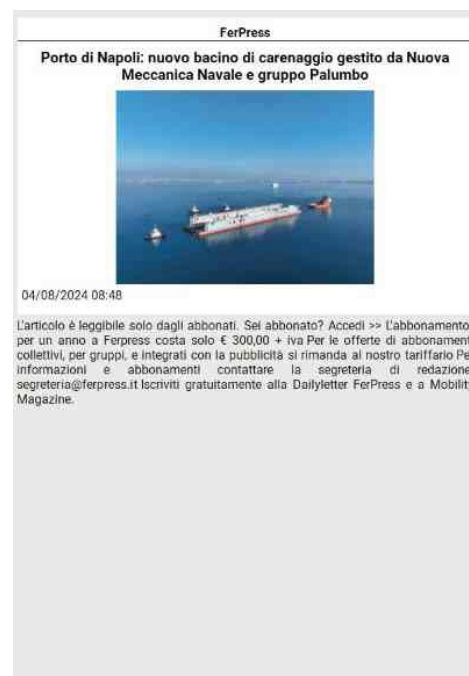 FerPress
Porto di Napoli: nuovo bacino di carenaggio gestito da Nuova
Meccanica Navale e gruppo Palumbo
04/08/2024 08:48
L'articolo è leggibile solo dagli abbonati. Sei abbonato? Accedi >> L'abbonamento
per un anno a Ferpress costa solo € 300,00 + iva Per le offerte di abbonament
collettivi, per gruppi, e integrati con la pubblicità si rimanda al nostro tariffario Pe
informazioni e abbonamenti contattare la segreteria di redazione
segreteria@ferpress.it Iscriviti gratuitamente alla Dailyletter FerPress e a Mobilit
Magazine.